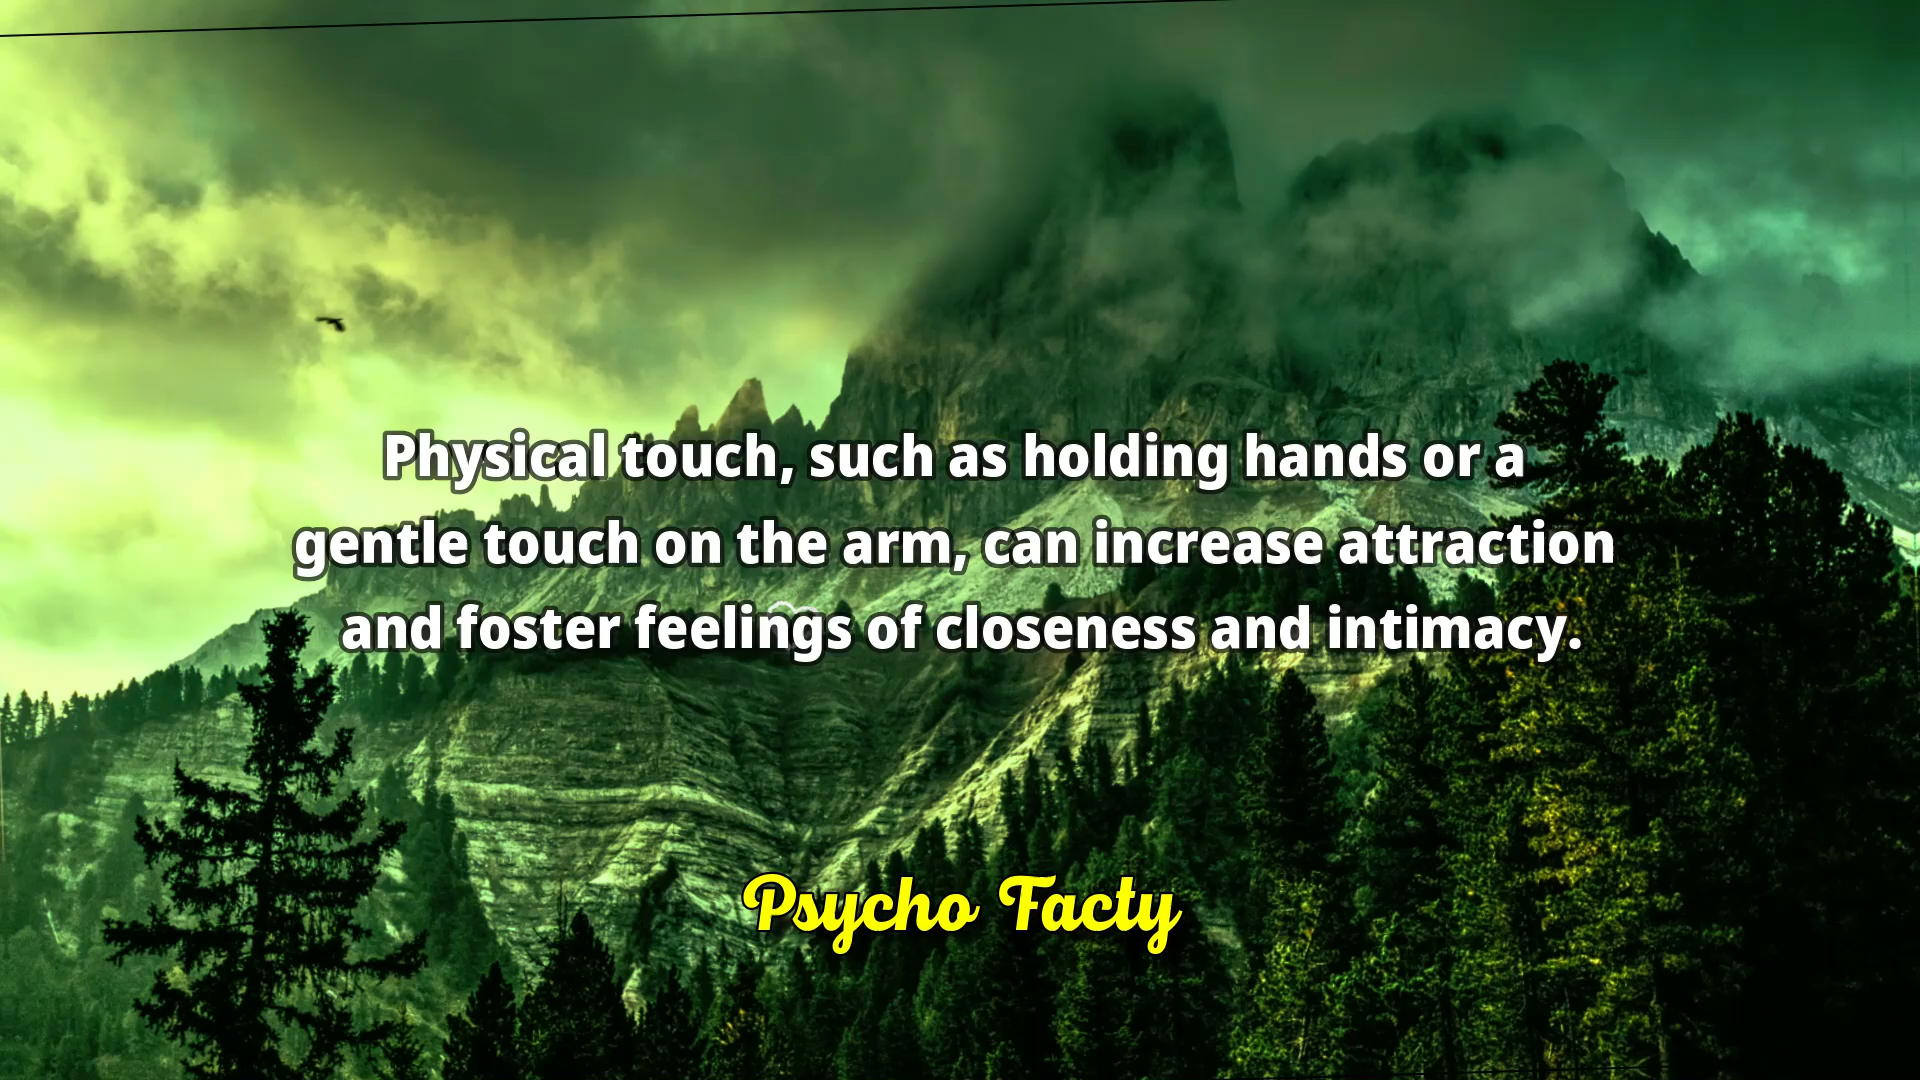 Physical touch, such as holding hands or a
gentle touch on the arm, can increase attraction
and foster feelings of closeness and intimacy.
Psycho Facty